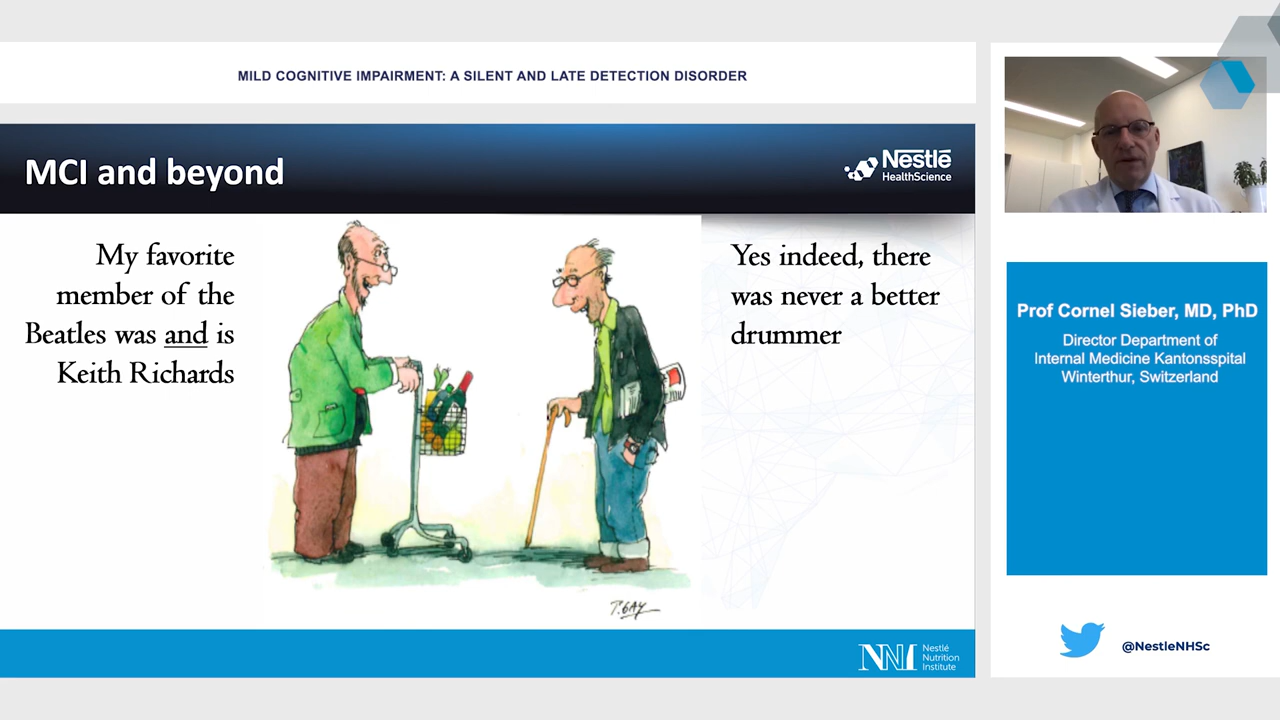 MILD COGNITIVE IMPAIRMENT: A SILENT AND LATE DETECTION DISORDER
MCI and beyond
Nestlé
HealthScience
My favorite
member of the
Beatles was and is
Keith Richards
Yes indeed, there
was never a better
drummer
T. GAY
NNI
Nestlé
Nutrition
Institute
Prof Cornel Sieber, MD, PhD
Director Department of
Internal Medicine Kantonsspital
Winterthur, Switzerland
@NestleNHSc